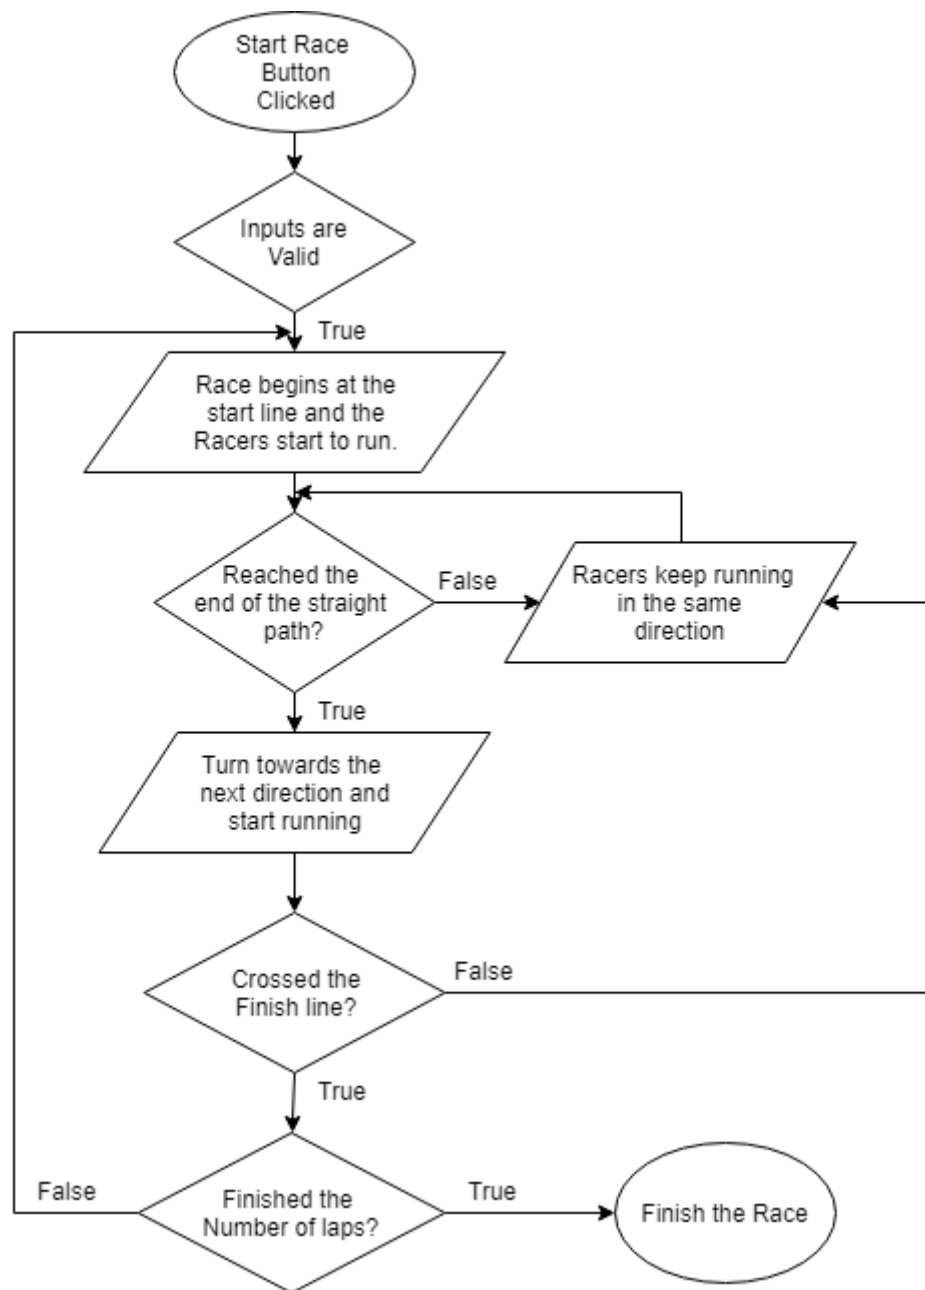 Start Race
Button
Clicked
Inputs are
Valid
True
Race begins at the
start line and the
Racers start to run.
Reached the
end of the straight
path?
False
Racers keep running
in the same
direction
True
Turn towards the
next direction and
start running
Crossed the
Finish line?
False
True
False
Finished the
Number of laps?
True
Finish the Race